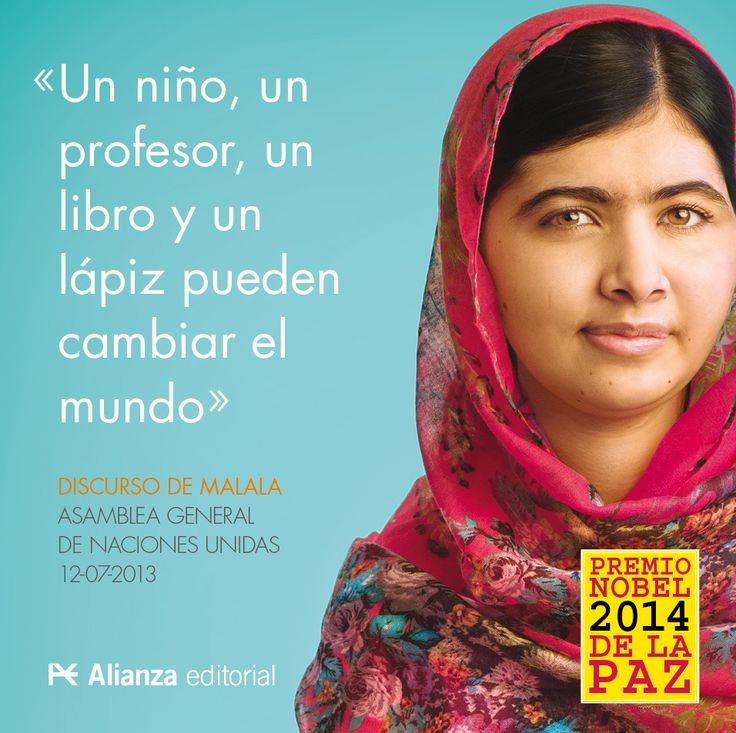 «Un niño, un
profesor, un
libro y un
lápiz pueden
cambiar el
mundo»
DISCURSO DE MALALA
ASAMBLEA GENERAL
DE NACIONES UNIDAS
12-07-2013
Alianza editorial
PREMIO
NOBEL
2014
DE LA
PAZ